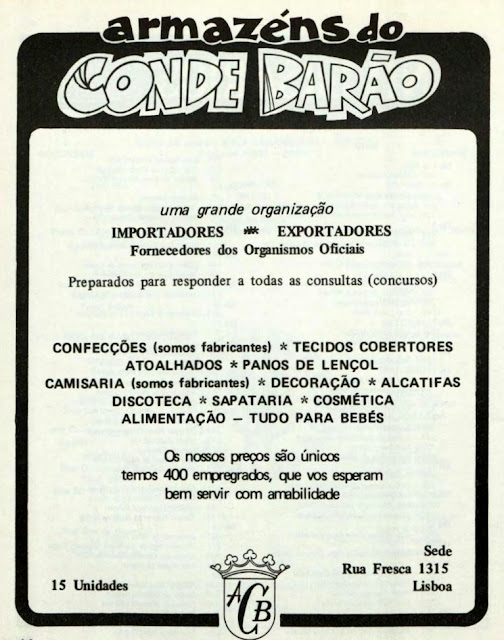 armazéns do
CONDE BARÃO
uma grande organização
IMPORTADORES ** EXPORTADORES
Fornecedores dos Organismos Oficiais
Preparados para responder a todas as consultas (concursos)
CONFECÇÕES (somos fabricantes) * TECIDOS COBERTORES
ATOALHADOS * PANOS DE LENÇOL
CAMISARIA (somos fabricantes) * DECORAÇÃO * ALCATIFAS
DISCOTECA * SAPATARIA * COSMÉTICA
ALIMENTAÇÃO — TUDO PARA BEBÉS
Os nossos preços são únicos
temos 400 empregrados, que vos esperam
bem servir com amabilidade
Sede
Rua Fresca 1315
15 Unidades
Lisboa
ACB